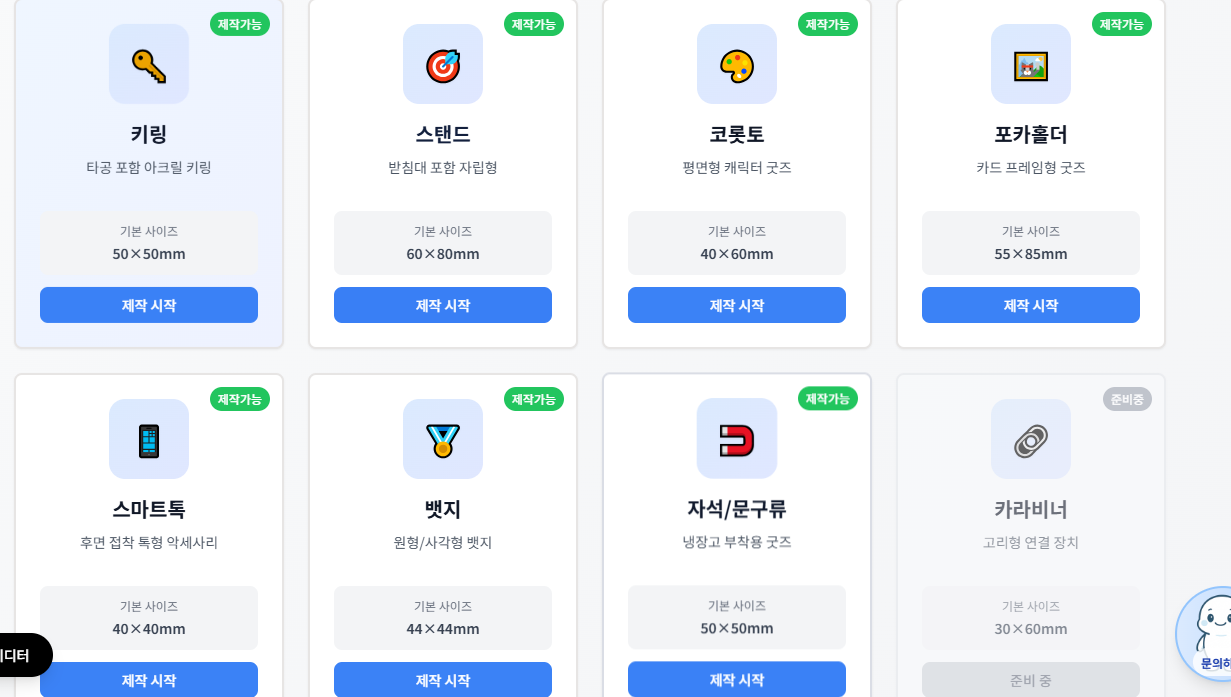 제작가능
키링
타공 포함 아크릴 키링
기본 사이즈
50×50mm
제작 시작
제작가능
스탠드
받침대 포함 자립형
기본 사이즈
60×80mm
제작 시작
제작가능
코롯토
평면형 캐릭터 굿즈
기본 사이즈
40×60mm
제작 시작
제작가능
포카홀더
카드 프레임형 굿즈
기본 사이즈
55×85mm
제작 시작
제작가능
스마트톡
후면 접착 톡형 악세사리
기본 사이즈
40×40mm
제작 시작
제작가능
뱃지
원형/사각형 뱃지
기본 사이즈
44×44mm
제작 시작
제작가능
자석/문구류
냉장고 부착용 굿즈
기본 사이즈
50×50mm
제작 시작
준비중
카라비너
고리형 연결 장치
기본 사이즈
30×60mm
준비 중
디터